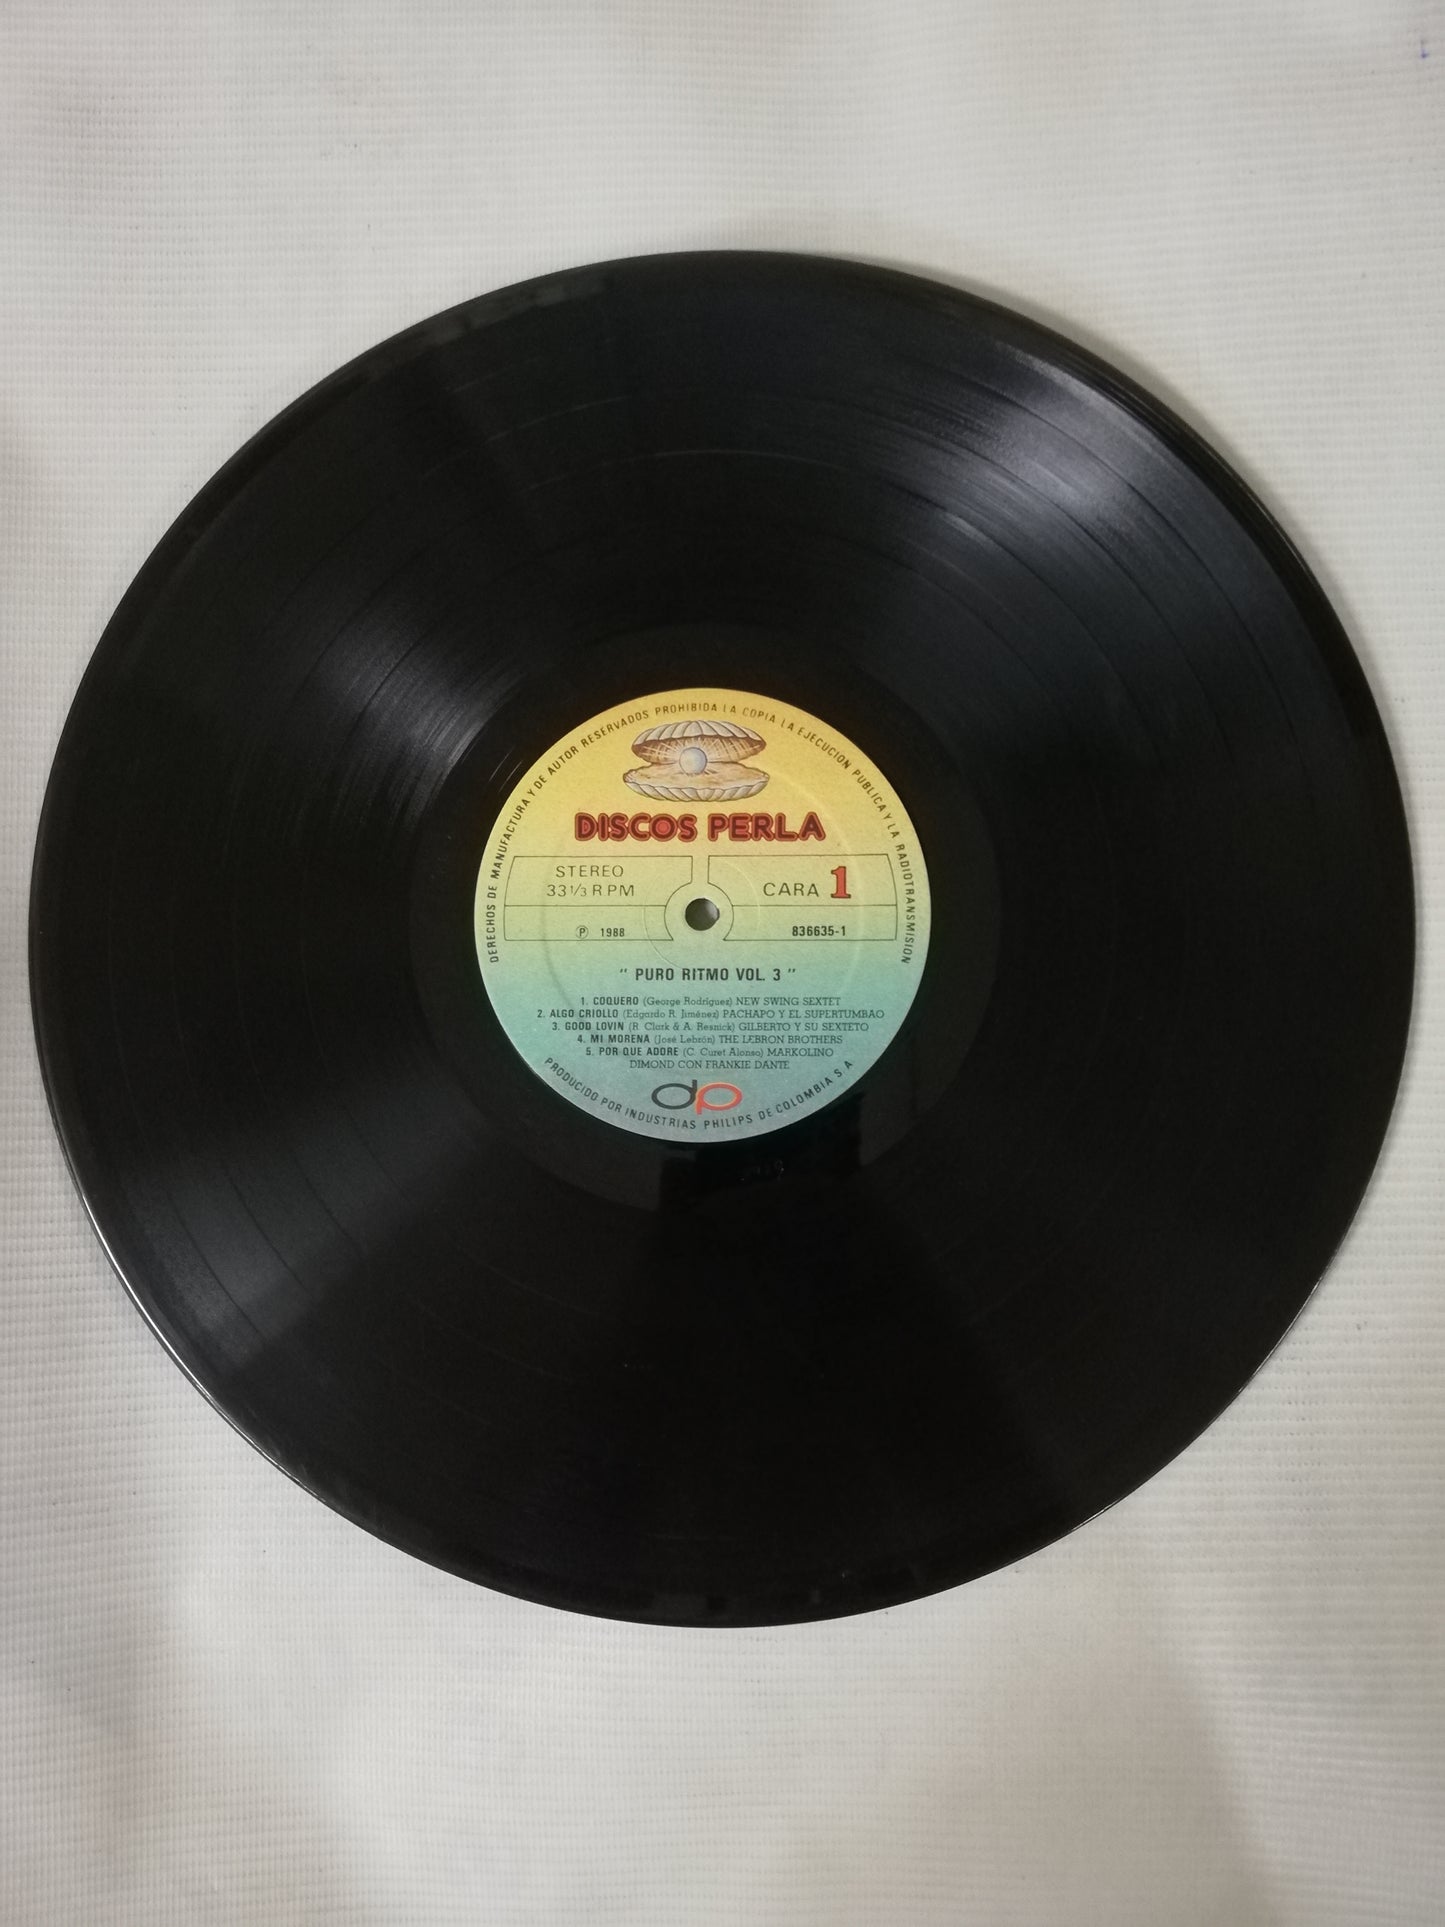 DERECHOS DE MANUFACTURA Y DE AUTOR RESERVADOS PROHIBIDA LA COPIA LA EJECUCION PUBLICA Y LA RADIOTRANSMISION
DISCOS PERLA
STEREO
33 1/3 RPM
CARA 1
Ⓟ 1988
836635-1
" PURO RITMO VOL. 3 "
1. COQUERO (George Rodriguez) NEW SWING SEXTET
2. ALGO CRIOLLO (Edgardo R. Jiménez) PACHAPO Y EL SUPERTUMBAO
3. GOOD LOVIN (R. Clark & A. Resnick) GILBERTO Y SU SEXTETO
4. MI MORENA (José Lebrón) THE LEBRON BROTHERS
5. POR QUE ADORE (C. Curet Alonso) MARKOLINO
DIMOND CON FRANKIE DANTE
dp
PRODUCIDO POR INDUSTRIAS PHILIPS DE COLOMBIA S.A.